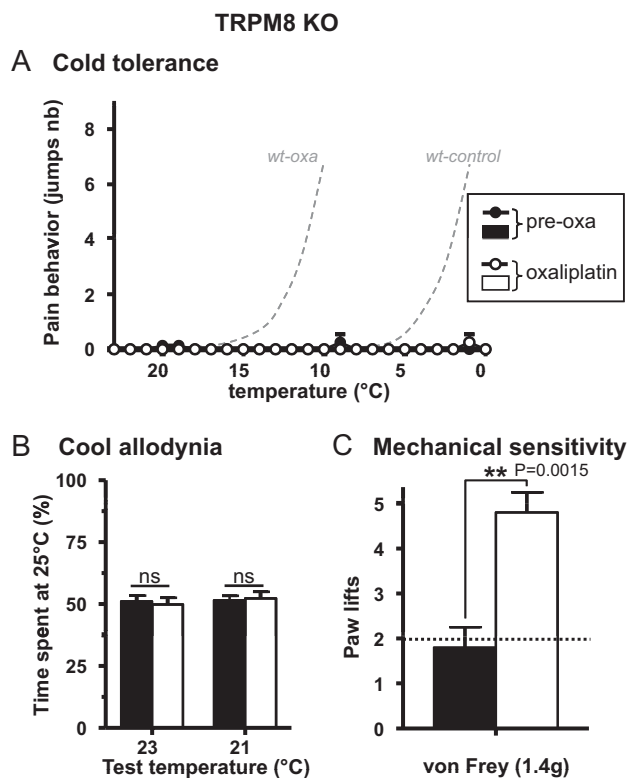 TRPM8 KO
A Cold tolerance
Pain behavior (jumps nb)
8
6
4
2
0
wt-oxa
wt-control
pre-oxa
oxaliplatin
20
15
10
5
0
temperature (°C)
B Cool allodynia
Time spent at 25°C (%)
100
75
50
25
0
ns
ns
23
21
Test temperature (°C)
C Mechanical sensitivity
** P=0.0015
Paw lifts
5
4
3
2
1
0
von Frey (1.4g)